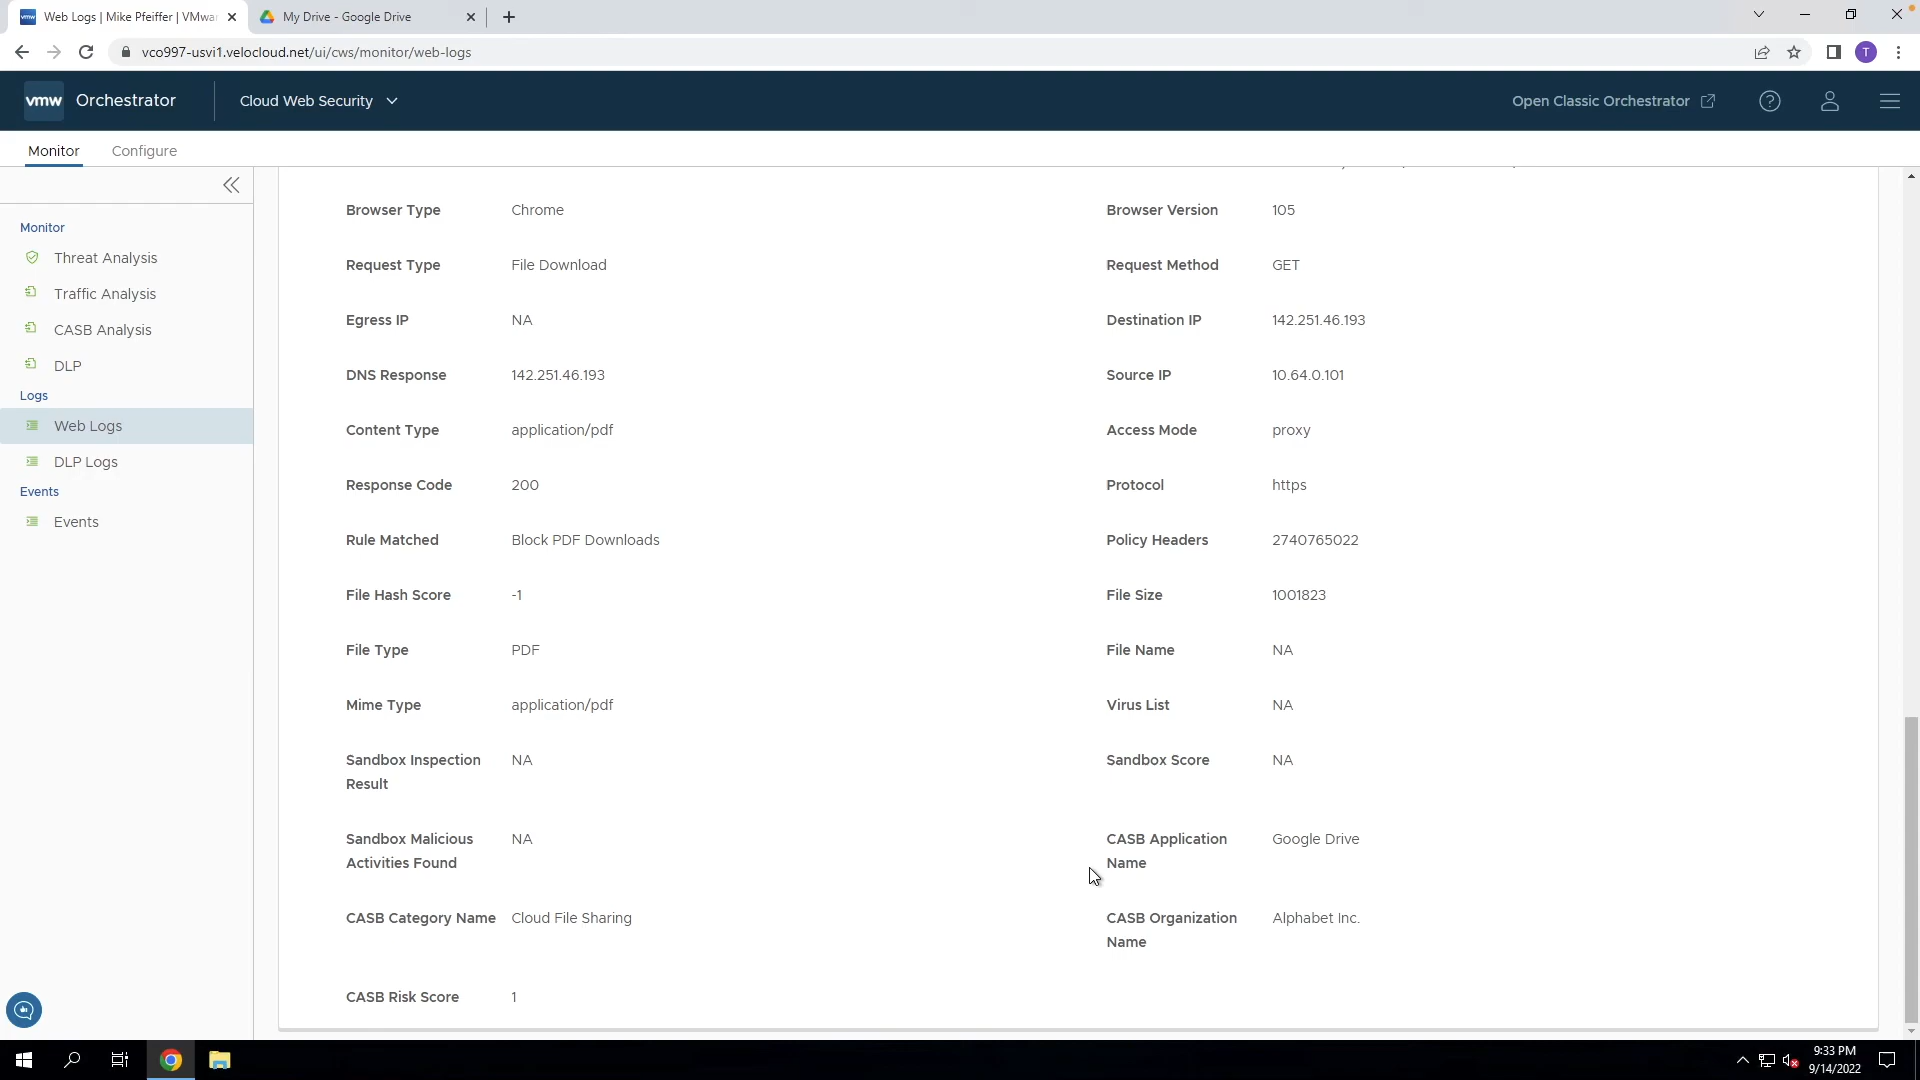 Web Logs | Mike Pfeiffer | VMwar
My Drive - Google Drive
vco997-usvi1.velocloud.net/ui/cws/monitor/web-logs
T
vmw Orchestrator
Cloud Web Security
Open Classic Orchestrator
Monitor
Configure
Monitor
Threat Analysis
Traffic Analysis
CASB Analysis
DLP
Logs
Web Logs
DLP Logs
Events
Events
Browser Type Chrome
Browser Version 105
Request Type File Download
Request Method GET
Egress IP NA
Destination IP 142.251.46.193
DNS Response 142.251.46.193
Source IP 10.64.0.101
Content Type application/pdf
Access Mode proxy
Response Code 200
Protocol https
Rule Matched Block PDF Downloads
Policy Headers 2740765022
File Hash Score -1
File Size 1001823
File Type PDF
File Name NA
Mime Type application/pdf
Virus List NA
Sandbox Inspection NA
Result
Sandbox Score NA
Sandbox Malicious NA
Activities Found
CASB Application Google Drive
Name
CASB Category Name Cloud File Sharing
CASB Organization Alphabet Inc.
Name
CASB Risk Score 1
9:33 PM
9/14/2022